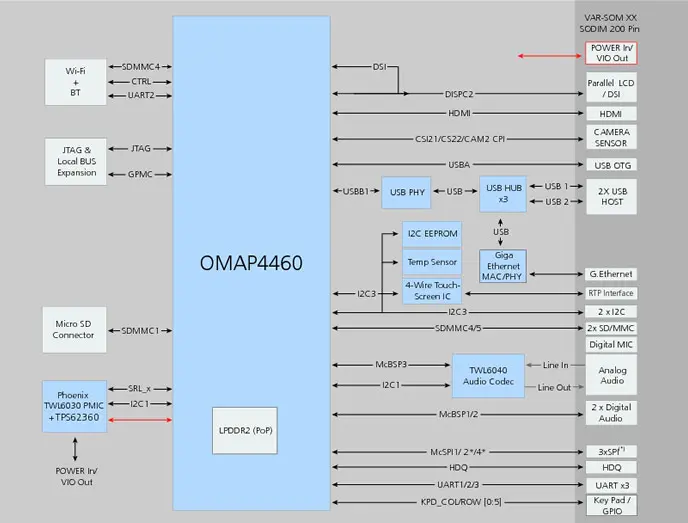 VAR-SOM XX
SODIM 200 Pin
POWER In/
VIO Out
Wi-Fi
+
BT
SDMMC4
CTRL
UART2
DSI
DISPC2
Parallel LCD
/ DSI
HDMI
HDMI
JTAG &
Local BUS
Expansion
JTAG
GPMC
CSI21/CS22/CAM2 CPI
CAMERA
SENSOR
USBA
USB OTG
USBB1
USB PHY
USB
USB HUB
x3
USB 1
USB 2
2X USB
HOST
OMAP4460
I2C EEPROM
USB
Temp Sensor
Giga
Ethernet
MAC/PHY
G.Ethernet
I2C3
4-Wire Touch-
Screen IC
RTP Interface
I2C3
2 x I2C
Micro SD
Connector
SDMMC1
SDMMC4/5
2x SD/MMC
Digital MIC
McBSP3
I2C1
TWL6040
Audio Codec
Line In
Line Out
Analog
Audio
Phoenix
TWL6030 PMIC
+TPS62360
SRL_x
I2C1
McBSP1/2
2 x Digital
Audio
LPDDR2 (PoP)
POWER In/
VIO Out
McSPI1/ 2*/4*
3xSPf*)
HDQ
HDQ
UART1/2/3
UART x3
KPD_COL/ROW [0:5]
Key Pad /
GPIO